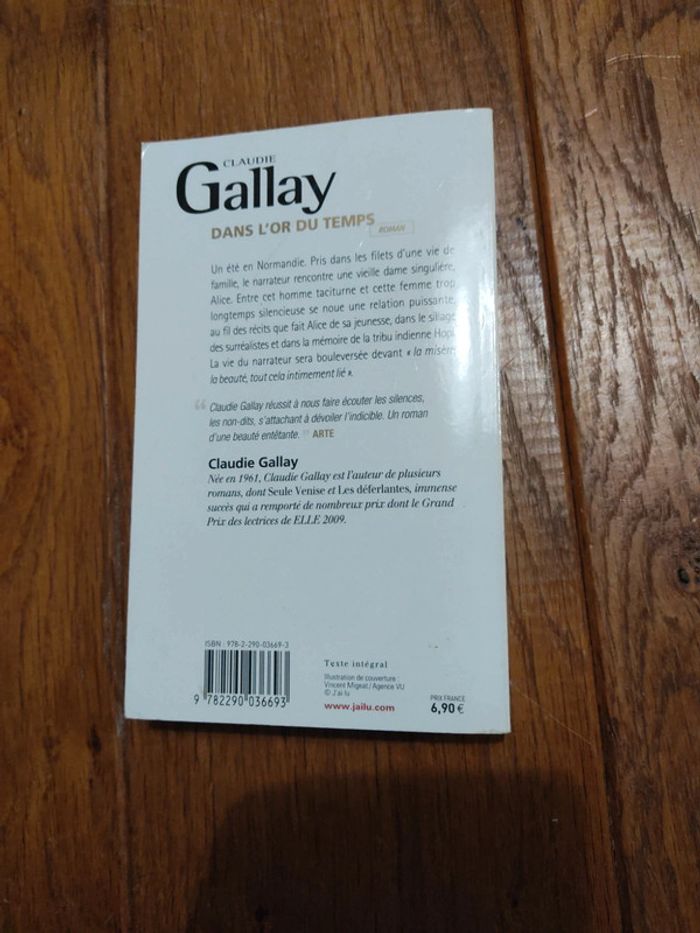 CLAUDIE
Gallay
DANS L'OR DU TEMPS
ROMAN
Un été en Normandie. Pris dans les filets d'une vie de
famille, le narrateur rencontre une vieille dame singulière,
Alice. Entre cet homme taciturne et cette femme trop
longtemps silencieuse se noue une relation puissante,
au fil des récits que fait Alice de sa jeunesse, dans le sillage
des surréalistes et dans la mémoire de la tribu indienne Hopi.
La vie du narrateur sera bouleversée devant « la misère,
la beauté, tout cela intimement lié ».
“ Claudie Gallay réussit à nous faire écouter les silences,
les non-dits, s'attachant à dévoiler l'indicible. Un roman
d'une beauté entêtante. ” ARTE
Claudie Gallay
Née en 1961, Claudie Gallay est l'auteur de plusieurs
romans, dont Seule Venise et Les déferlantes, immense
succès qui a remporté de nombreux prix dont le Grand
Prix des lectrices de ELLE 2009.
ISBN : 978-2-290-03669-3
9 782290 036693
Texte intégral
Illustration de couverture :
Vincent Migeat / Agence VU
© J'ai lu
www.jailu.com
PRIX FRANCE
6,90 €